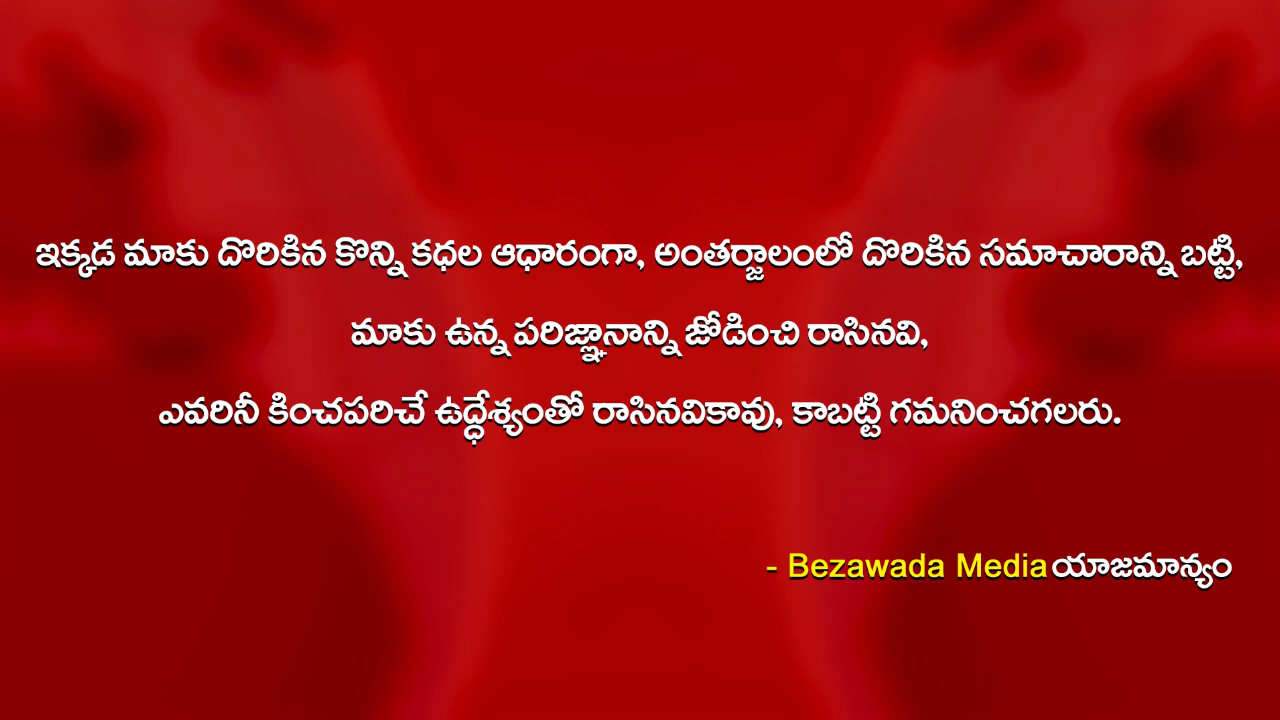 ఇక్కడ మాకు దొరికిన కొన్ని కధల ఆధారంగా, అంతర్జాలంలో దొరికిన సమాచారాన్ని బట్టి,
మాకు ఉన్న పరిజ్ఞానాన్ని జోడించి రాసినవి,
ఎవరినీ కించపరిచే ఉద్ధేశ్యంతో రాసినవికావు, కాబట్టి గమనించగలరు.
- Bezawada Media యాజమాన్యం